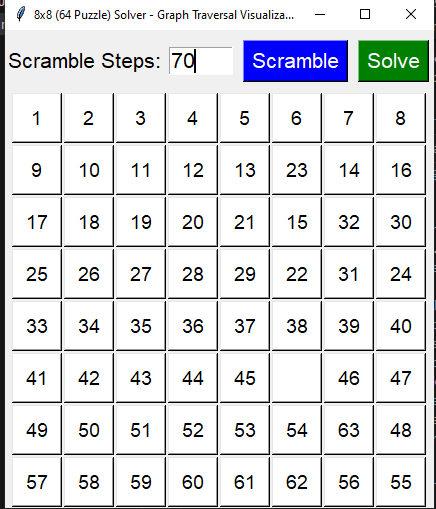 8x8 (64 Puzzle) Solver - Graph Traversal Visualiza...
Scramble Steps: 70 Scramble Solve
1 2 3 4 5 6 7 8
9 10 11 12 13 23 14 16
17 18 19 20 21 15 32 30
25 26 27 28 29 22 31 24
33 34 35 36 37 38 39 40
41 42 43 44 45 46 47
49 50 51 52 53 54 63 48
57 58 59 60 61 62 56 55